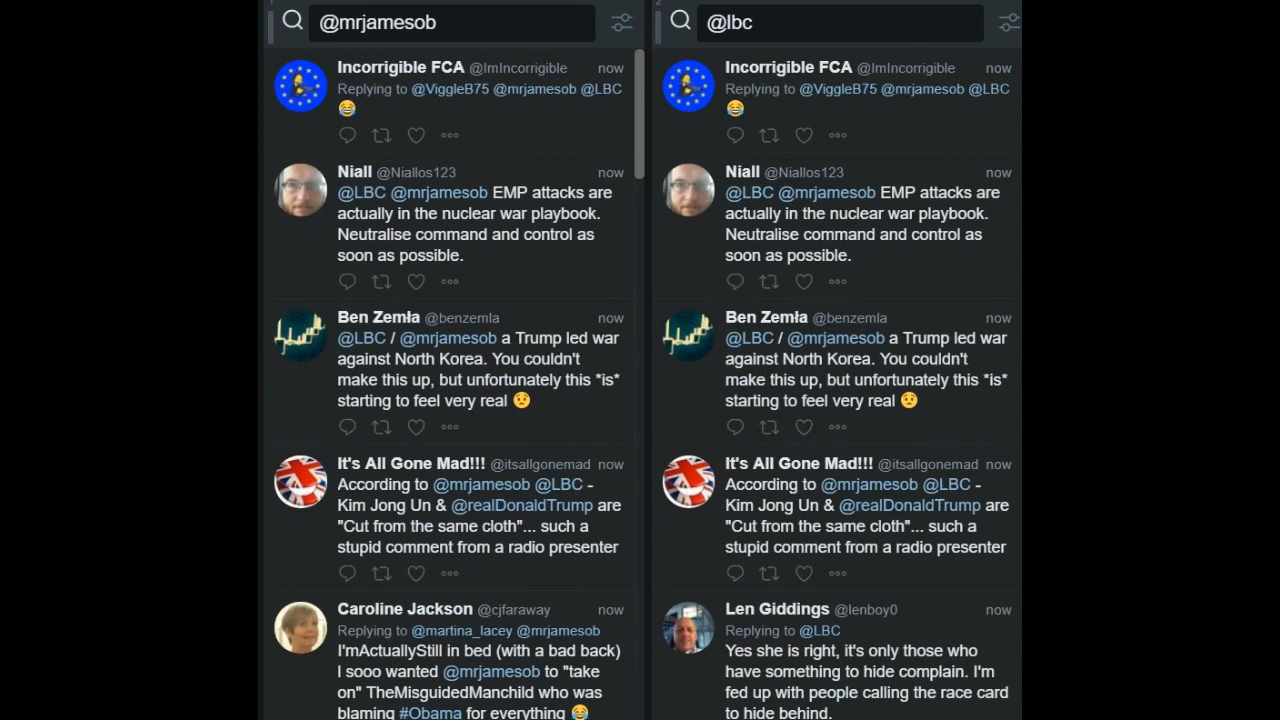 1
@mrjamesob
Incorrigible FCA @ImIncorrigible now
Replying to @ViggleB75 @mrjamesob @LBC
😂
Niall @Niallos123 now
@LBC @mrjamesob EMP attacks are
actually in the nuclear war playbook.
Neutralise command and control as
soon as possible.
Ben Zemła @benzemla now
@LBC / @mrjamesob a Trump led war
against North Korea. You couldn't
make this up, but unfortunately this *is*
starting to feel very real 😟
It's All Gone Mad!!! @itsallgonemad now
According to @mrjamesob @LBC -
Kim Jong Un & @realDonaldTrump are
"Cut from the same cloth"... such a
stupid comment from a radio presenter
Caroline Jackson @cjfaraway now
Replying to @martina_lacey @mrjamesob
I'mActuallyStill in bed (with a bad back)
I sooo wanted @mrjamesob to "take
on" TheMisguidedManchild who was
blaming #Obama for everything 😂
2
@lbc
Incorrigible FCA @ImIncorrigible now
Replying to @ViggleB75 @mrjamesob @LBC
😂
Niall @Niallos123 now
@LBC @mrjamesob EMP attacks are
actually in the nuclear war playbook.
Neutralise command and control as
soon as possible.
Ben Zemła @benzemla now
@LBC / @mrjamesob a Trump led war
against North Korea. You couldn't
make this up, but unfortunately this *is*
starting to feel very real 😟
It's All Gone Mad!!! @itsallgonemad now
According to @mrjamesob @LBC -
Kim Jong Un & @realDonaldTrump are
"Cut from the same cloth"... such a
stupid comment from a radio presenter
Len Giddings @lenboy0 now
Replying to @LBC
Yes she is right, it's only those who
have something to hide complain. I'm
fed up with people calling the race card
to hide behind.